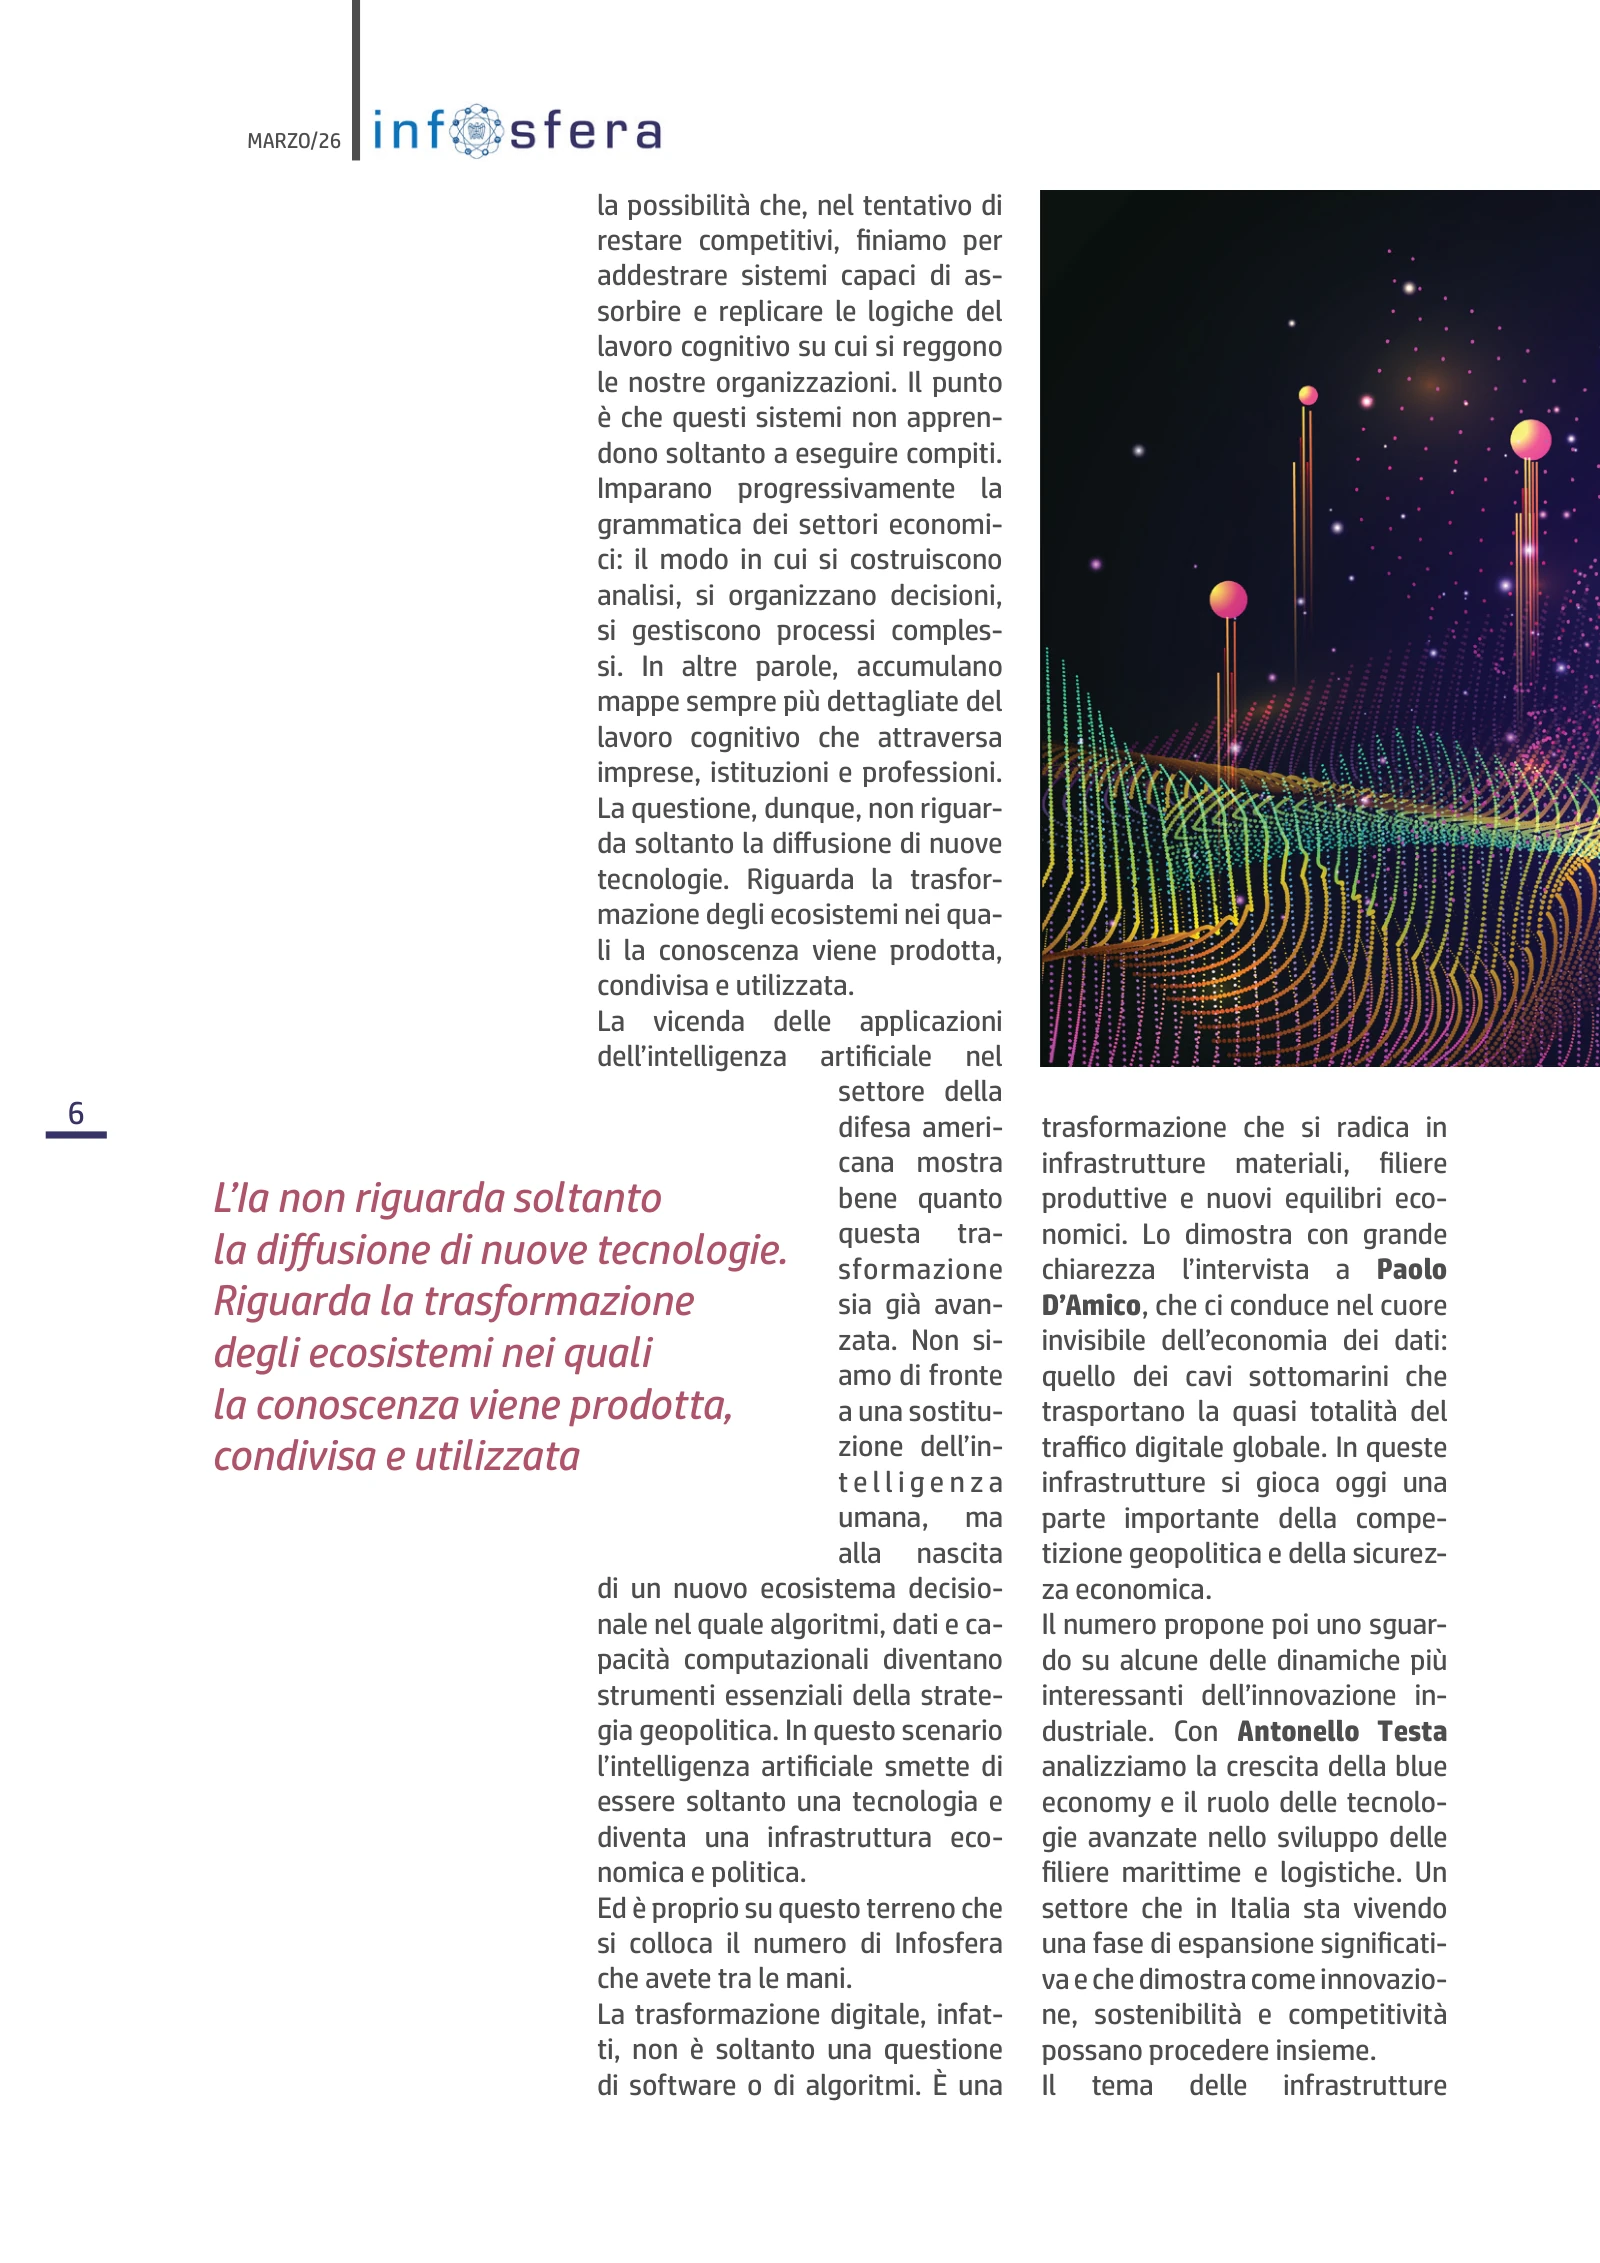 MARZO/26
infosfera
la possibilità che, nel tentativo di
restare competitivi, finiamo per
addestrare sistemi capaci di as-
sorbire e replicare le logiche del
lavoro cognitivo su cui si reggono
le nostre organizzazioni. Il punto
è che questi sistemi non appren-
dono soltanto a eseguire compiti.
Imparano progressivamente la
grammatica dei settori economi-
ci: il modo in cui si costruiscono
analisi, si organizzano decisioni,
si gestiscono processi comples-
si. In altre parole, accumulano
mappe sempre più dettagliate del
lavoro cognitivo che attraversa
imprese, istituzioni e professioni.
La questione, dunque, non riguar-
da soltanto la diffusione di nuove
tecnologie. Riguarda la trasfor-
mazione degli ecosistemi nei qua-
li la conoscenza viene prodotta,
condivisa e utilizzata.
La vicenda delle applicazioni
dell’intelligenza artificiale nel
settore della
difesa ameri-
cana mostra
bene quanto
questa tra-
sformazione
sia già avan-
zata. Non si-
amo di fronte
a una sostitu-
zione dell’in-
telligenza
umana, ma
alla nascita
di un nuovo ecosistema decisio-
nale nel quale algoritmi, dati e ca-
pacità computazionali diventano
strumenti essenziali della strate-
gia geopolitica. In questo scenario
l’intelligenza artificiale smette di
essere soltanto una tecnologia e
diventa una infrastruttura eco-
nomica e politica.
Ed è proprio su questo terreno che
si colloca il numero di Infosfera
che avete tra le mani.
La trasformazione digitale, infat-
ti, non è soltanto una questione
di software o di algoritmi. È una
6
L’Ia non riguarda soltanto
la diffusione di nuove tecnologie.
Riguarda la trasformazione
degli ecosistemi nei quali
la conoscenza viene prodotta,
condivisa e utilizzata
trasformazione che si radica in
infrastrutture materiali, filiere
produttive e nuovi equilibri eco-
nomici. Lo dimostra con grande
chiarezza l’intervista a Paolo
D’Amico, che ci conduce nel cuore
invisibile dell’economia dei dati:
quello dei cavi sottomarini che
trasportano la quasi totalità del
traffico digitale globale. In queste
infrastrutture si gioca oggi una
parte importante della compe-
tizione geopolitica e della sicurez-
za economica.
Il numero propone poi uno sguar-
do su alcune delle dinamiche più
interessanti dell’innovazione in-
dustriale. Con Antonello Testa
analizziamo la crescita della blue
economy e il ruolo delle tecnolo-
gie avanzate nello sviluppo delle
filiere marittime e logistiche. Un
settore che in Italia sta vivendo
una fase di espansione significati-
va e che dimostra come innovazio-
ne, sostenibilità e competitività
possano procedere insieme.
Il tema delle infrastrutture